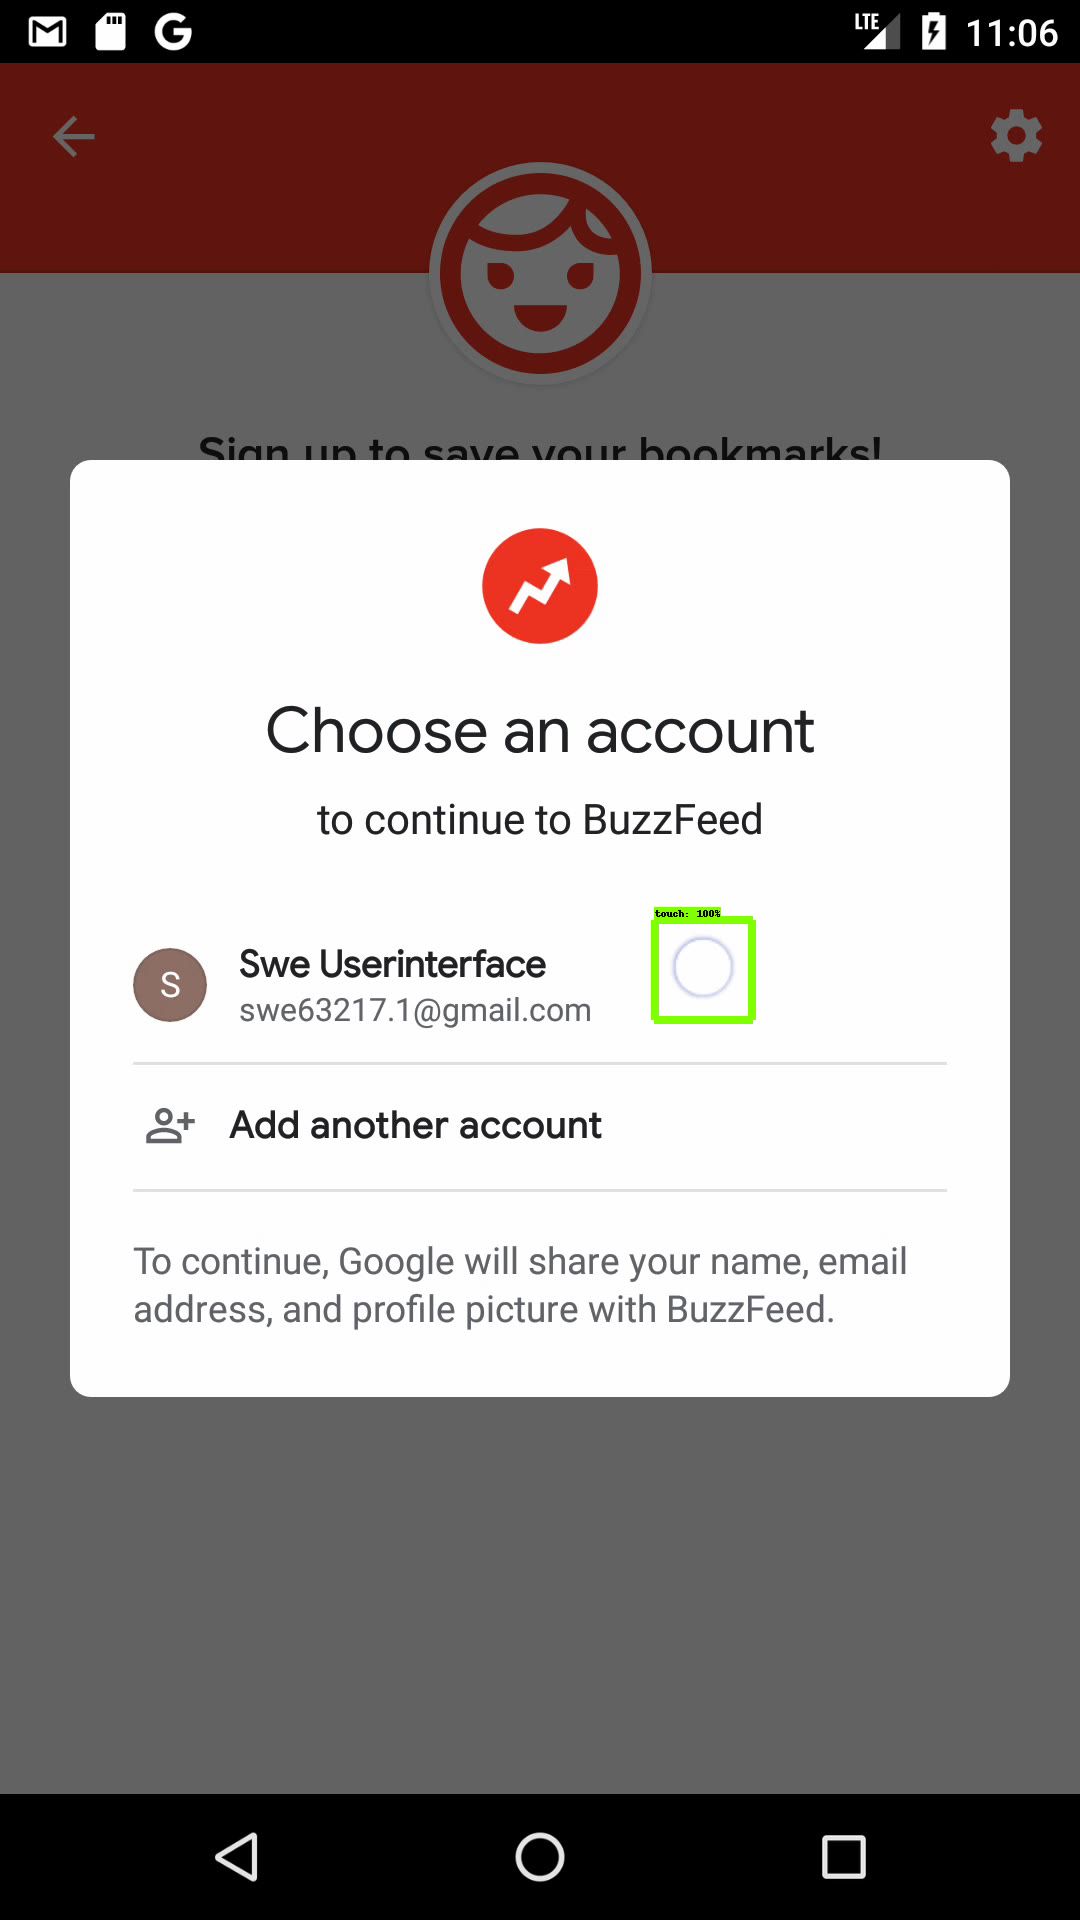 LTE 11:06
Sign up to save your bookmarks!
Choose an account
to continue to BuzzFeed
touch: 100%
S
Swe Userinterface
swe63217.1@gmail.com
Add another account
To continue, Google will share your name, email
address, and profile picture with BuzzFeed.